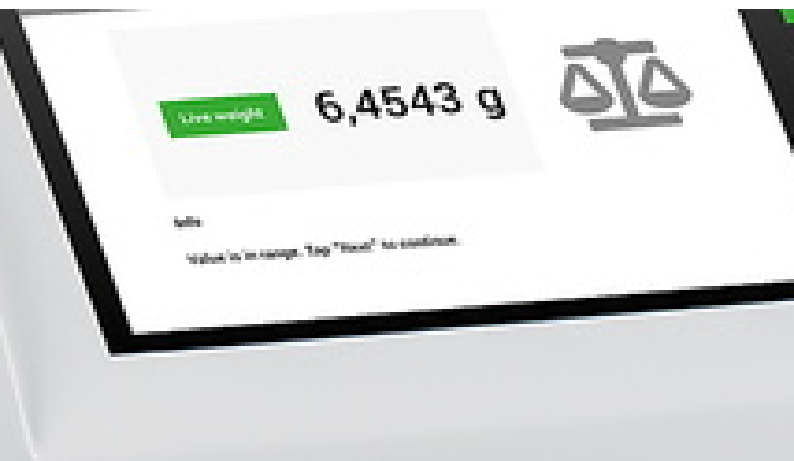 Live weight
6,4543 g
Info
Value is in range. Tap "Next" to continue.